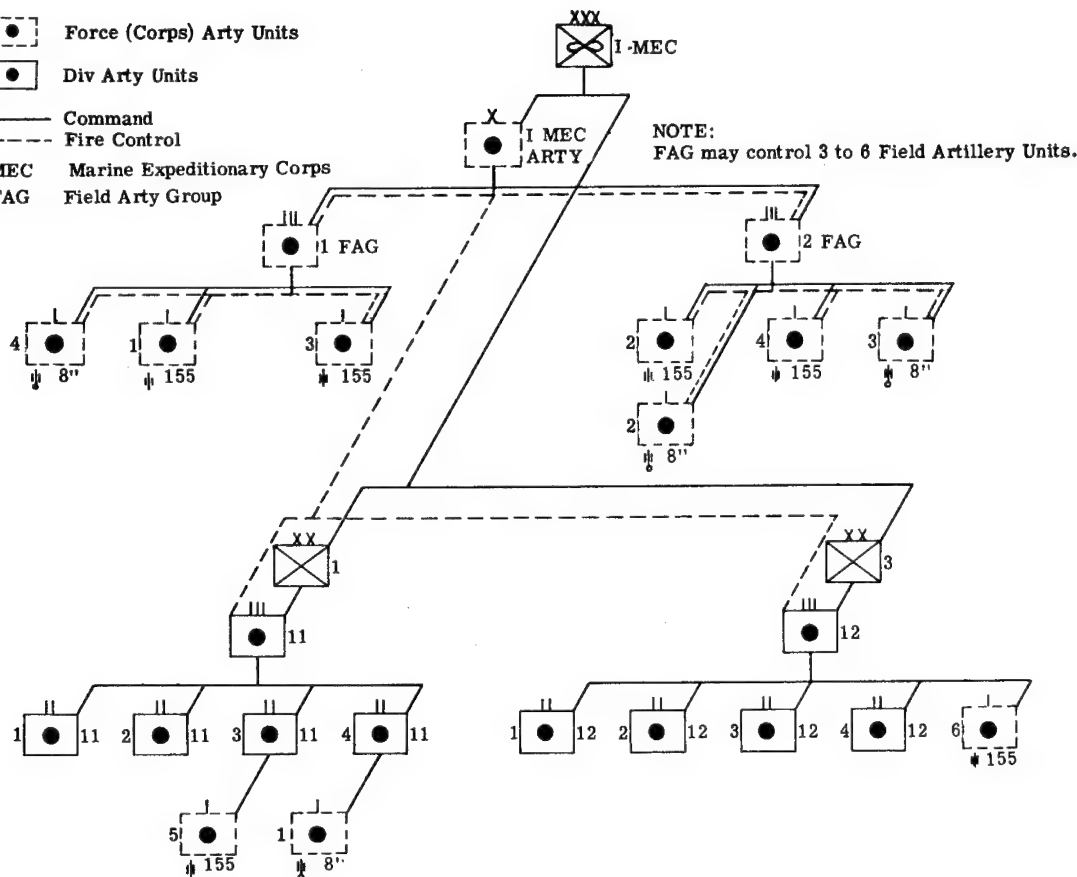 Force (Corps) Arty Units
Div Arty Units
Command
Fire Control
MEC Marine Expeditionary Corps
FAG Field Arty Group
XXX
I-MEC
X
I MEC
ARTY
NOTE:
FAG may control 3 to 6 Field Artillery Units.
III
1 FAG
III
2 FAG
I
4
8"
I
1
155
I
3
155
I
2
155
I
4
155
I
3
8"
I
2
8"
XX
1
XX
3
III
11
III
12
II
1 11
II
2 11
II
3 11
II
4 11
II
1 12
II
2 12
II
3 12
II
4 12
I
6
155
I
5
155
I
1
8"